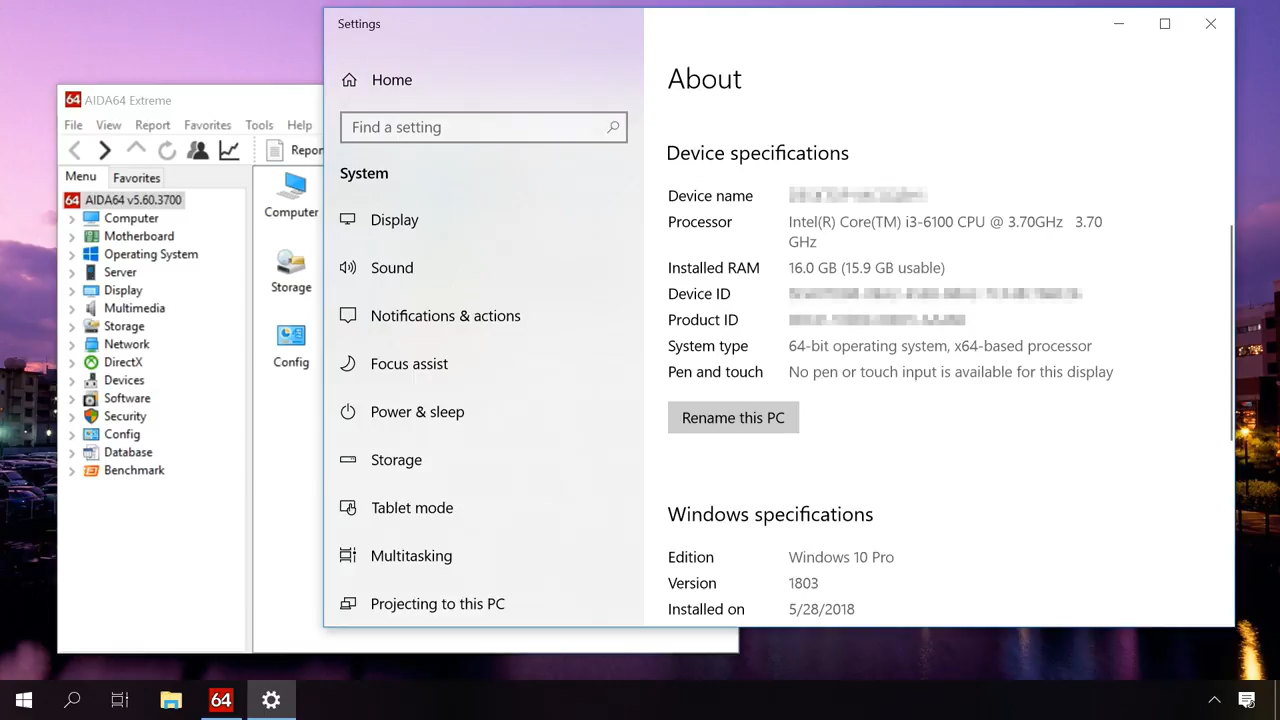 Settings
Home
Find a setting
System
Display
Sound
Notifications & actions
Focus assist
Power & sleep
Storage
Tablet mode
Multitasking
Projecting to this PC
About
Device specifications
Device name
Processor Intel(R) Core(TM) i3-6100 CPU @ 3.70GHz 3.70
GHz
Installed RAM 16.0 GB (15.9 GB usable)
Device ID
Product ID
System type 64-bit operating system, x64-based processor
Pen and touch No pen or touch input is available for this display
Rename this PC
Windows specifications
Edition Windows 10 Pro
Version 1803
Installed on 5/28/2018
64 AIDA64 Extreme
File View Report Favorites Tools Help
Repor
Menu Favorites
64 AIDA64 v5.60.3700
Computer
Motherboard
Operating System
Server
Display
Multimedia
Storage
Network
DirectX
Devices
Software
Security
Config
Database
Benchmark
Computer
Storage
Config
64